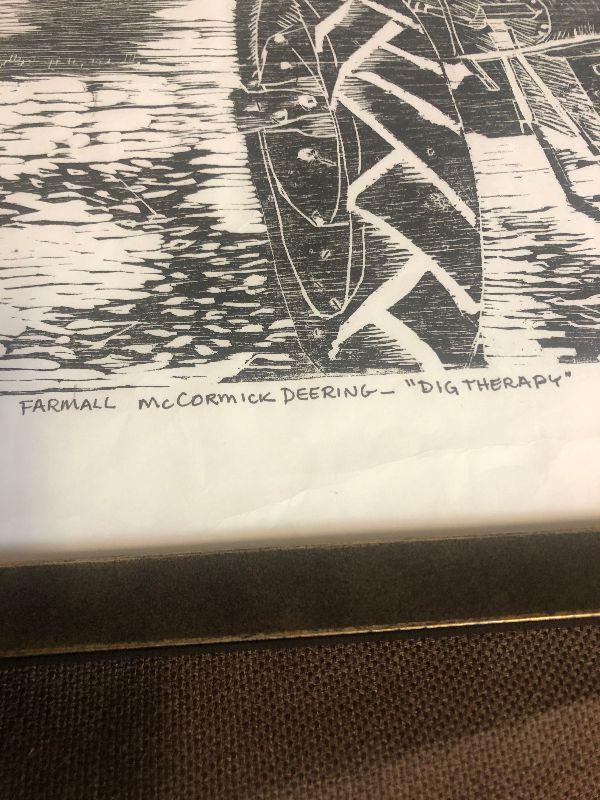 FARMALL McCORMICK DEERING - "DIG THERAPY"